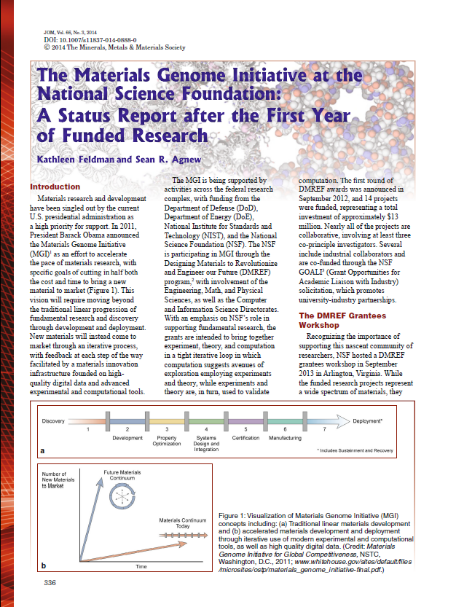 JOM, Vol. 66, No. 3, 2014
DOI: 10.1007/s11837-014-0888-0
© 2014 The Minerals, Metals & Materials Society
The Materials Genome Initiative at the
National Science Foundation:
A Status Report after the First Year
of Funded Research
Kathleen Feldman and Sean R. Agnew
Introduction
Materials research and development
have been singled out by the current
U.S. presidential administration as
a high priority for support. In 2011,
President Barack Obama announced
the Materials Genome Initiative
(MGI)¹ as an effort to accelerate
the pace of materials research, with
specific goals of cutting in half both
the cost and time to bring a new
material to market (Figure 1). This
vision will require moving beyond
the traditional linear progression of
fundamental research and discovery
through development and deployment.
New materials will instead come to
market through an iterative process,
with feedback at each step of the way
facilitated by a materials innovation
infrastructure founded on high-
quality digital data and advanced
experimental and computational tools.
The MGI is being supported by
activities across the federal research
complex, with funding from the
Department of Defense (DoD),
Department of Energy (DoE),
National Institute for Standards and
Technology (NIST), and the National
Science Foundation (NSF). The NSF
is participating in MGI through the
Designing Materials to Revolutionize
and Engineer our Future (DMREF)
program,² with involvement of the
Engineering, Math, and Physical
Sciences, as well as the Computer
and Information Science Directorates.
With an emphasis on NSF's role in
supporting fundamental research, the
grants are intended to bring together
experiment, theory, and computation
in a tight iterative loop in which
computation suggests avenues of
exploration employing experiments
and theory, while experiments and
theory are, in turn, used to validate
computation. The first round of
DMREF awards was announced in
September 2012, and 14 projects
were funded, representing a total
investment of approximately $13
million. Nearly all of the projects are
collaborative, involving at least three
co-principle investigators. Several
include industrial collaborators and
are co-funded through the NSF
GOALI³ (Grant Opportunities for
Academic Liaison with Industry)
solicitation, which promotes
university-industry partnerships.
The DMREF Grantees
Workshop
Recognizing the importance of
supporting this nascent community of
researchers, NSF hosted a DMREF
grantees workshop in September
2013 in Arlington, Virginia. While
the funded research projects represent
a wide spectrum of materials, they
Discovery
1 2 3 4 5 6 7
Deployment*
Development
Property Optimization
Systems Design and Integration
Certification
Manufacturing
* Includes Sustainment and Recovery
a
Number of
New Materials
to Market
Future Materials
Continuum
Materials Continuum
Today
Time
b
Figure 1: Visualization of Materials Genome Initiative (MGI)
concepts including: (a) Traditional linear materials development
and (b) accelerated materials development and deployment
through iterative use of modern experimental and computational
tools, as well as high quality digital data. (Credit: Materials
Genome Initiative for Global Competitiveness, NSTC,
Washington, D.C., 2011; www.whitehouse.gov/sites/default/files
/microsites/ostp/materials_genome_initiative-final.pdf.)
336